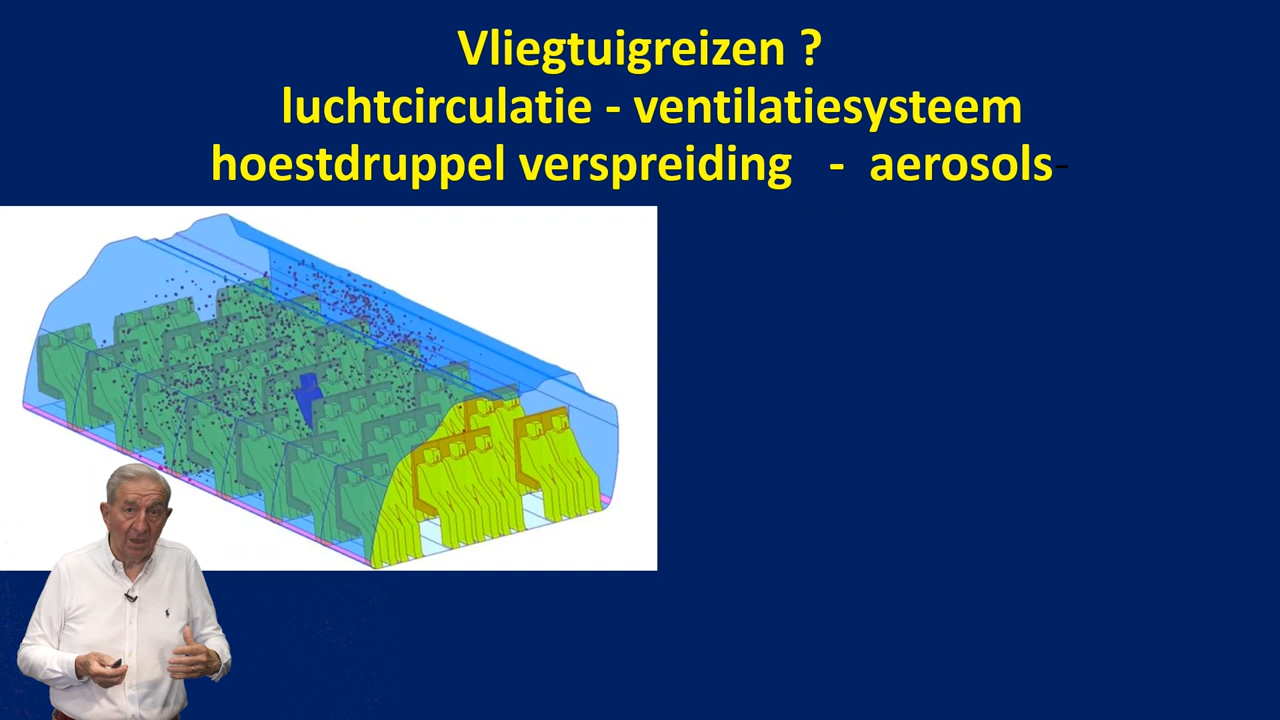 Vliegtuigreizen ?
luchtcirculatie - ventilatiesysteem
hoestdruppel verspreiding - aerosols-